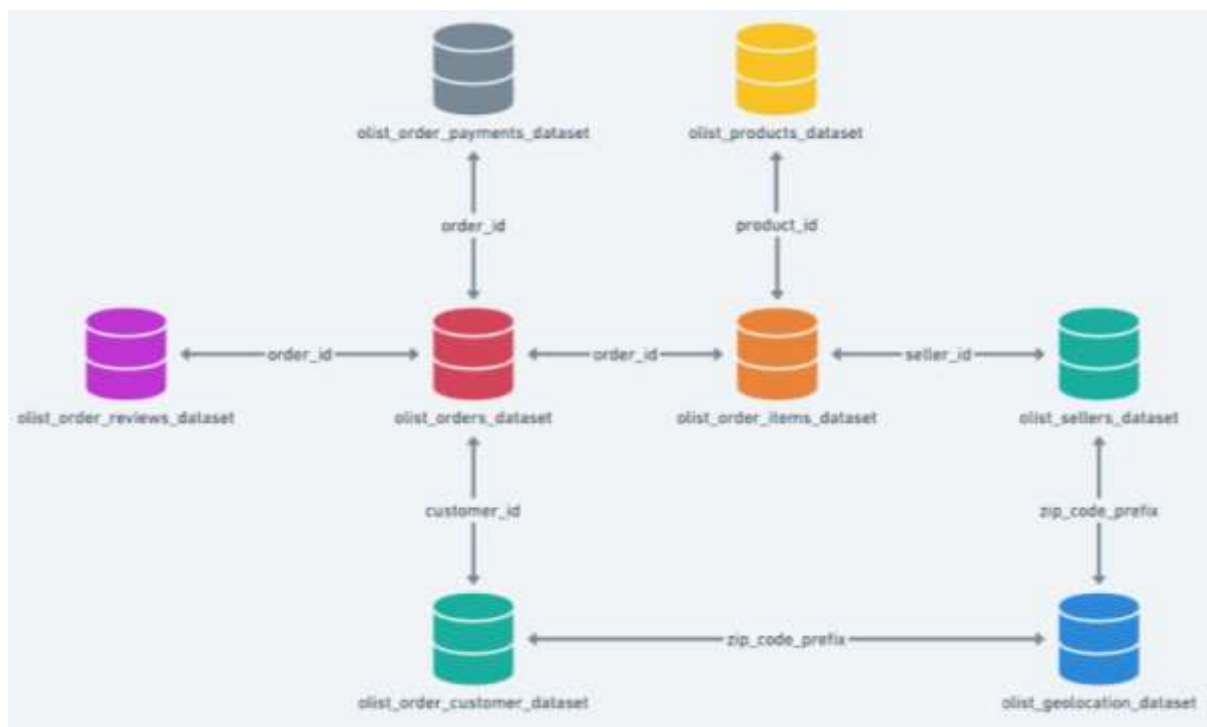 olist_order_payments_dataset
olist_products_dataset
order_id
product_id
order_id
order_id
seller_id
olist_order_reviews_dataset
olist_orders_dataset
olist_order_items_dataset
olist_sellers_dataset
customer_id
zip_code_prefix
zip_code_prefix
olist_order_customer_dataset
olist_geolocation_dataset